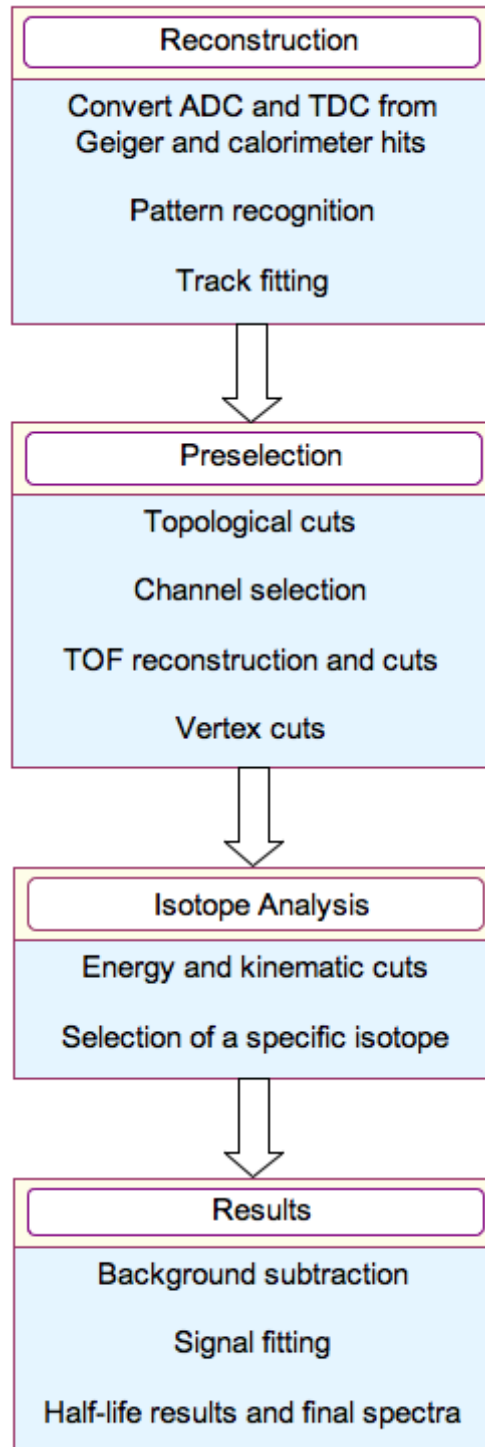 Reconstruction
Convert ADC and TDC from
Geiger and calorimeter hits
Pattern recognition
Track fitting
Preselection
Topological cuts
Channel selection
TOF reconstruction and cuts
Vertex cuts
Isotope Analysis
Energy and kinematic cuts
Selection of a specific isotope
Results
Background subtraction
Signal fitting
Half-life results and final spectra